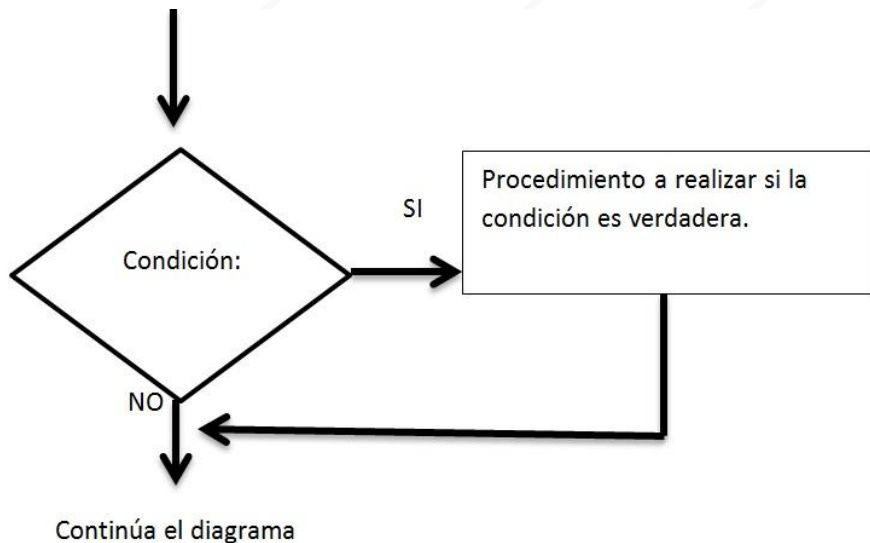 Procedimiento a realizar si la
condición es verdadera.
SI
Condición:
NO
Continúa el diagrama